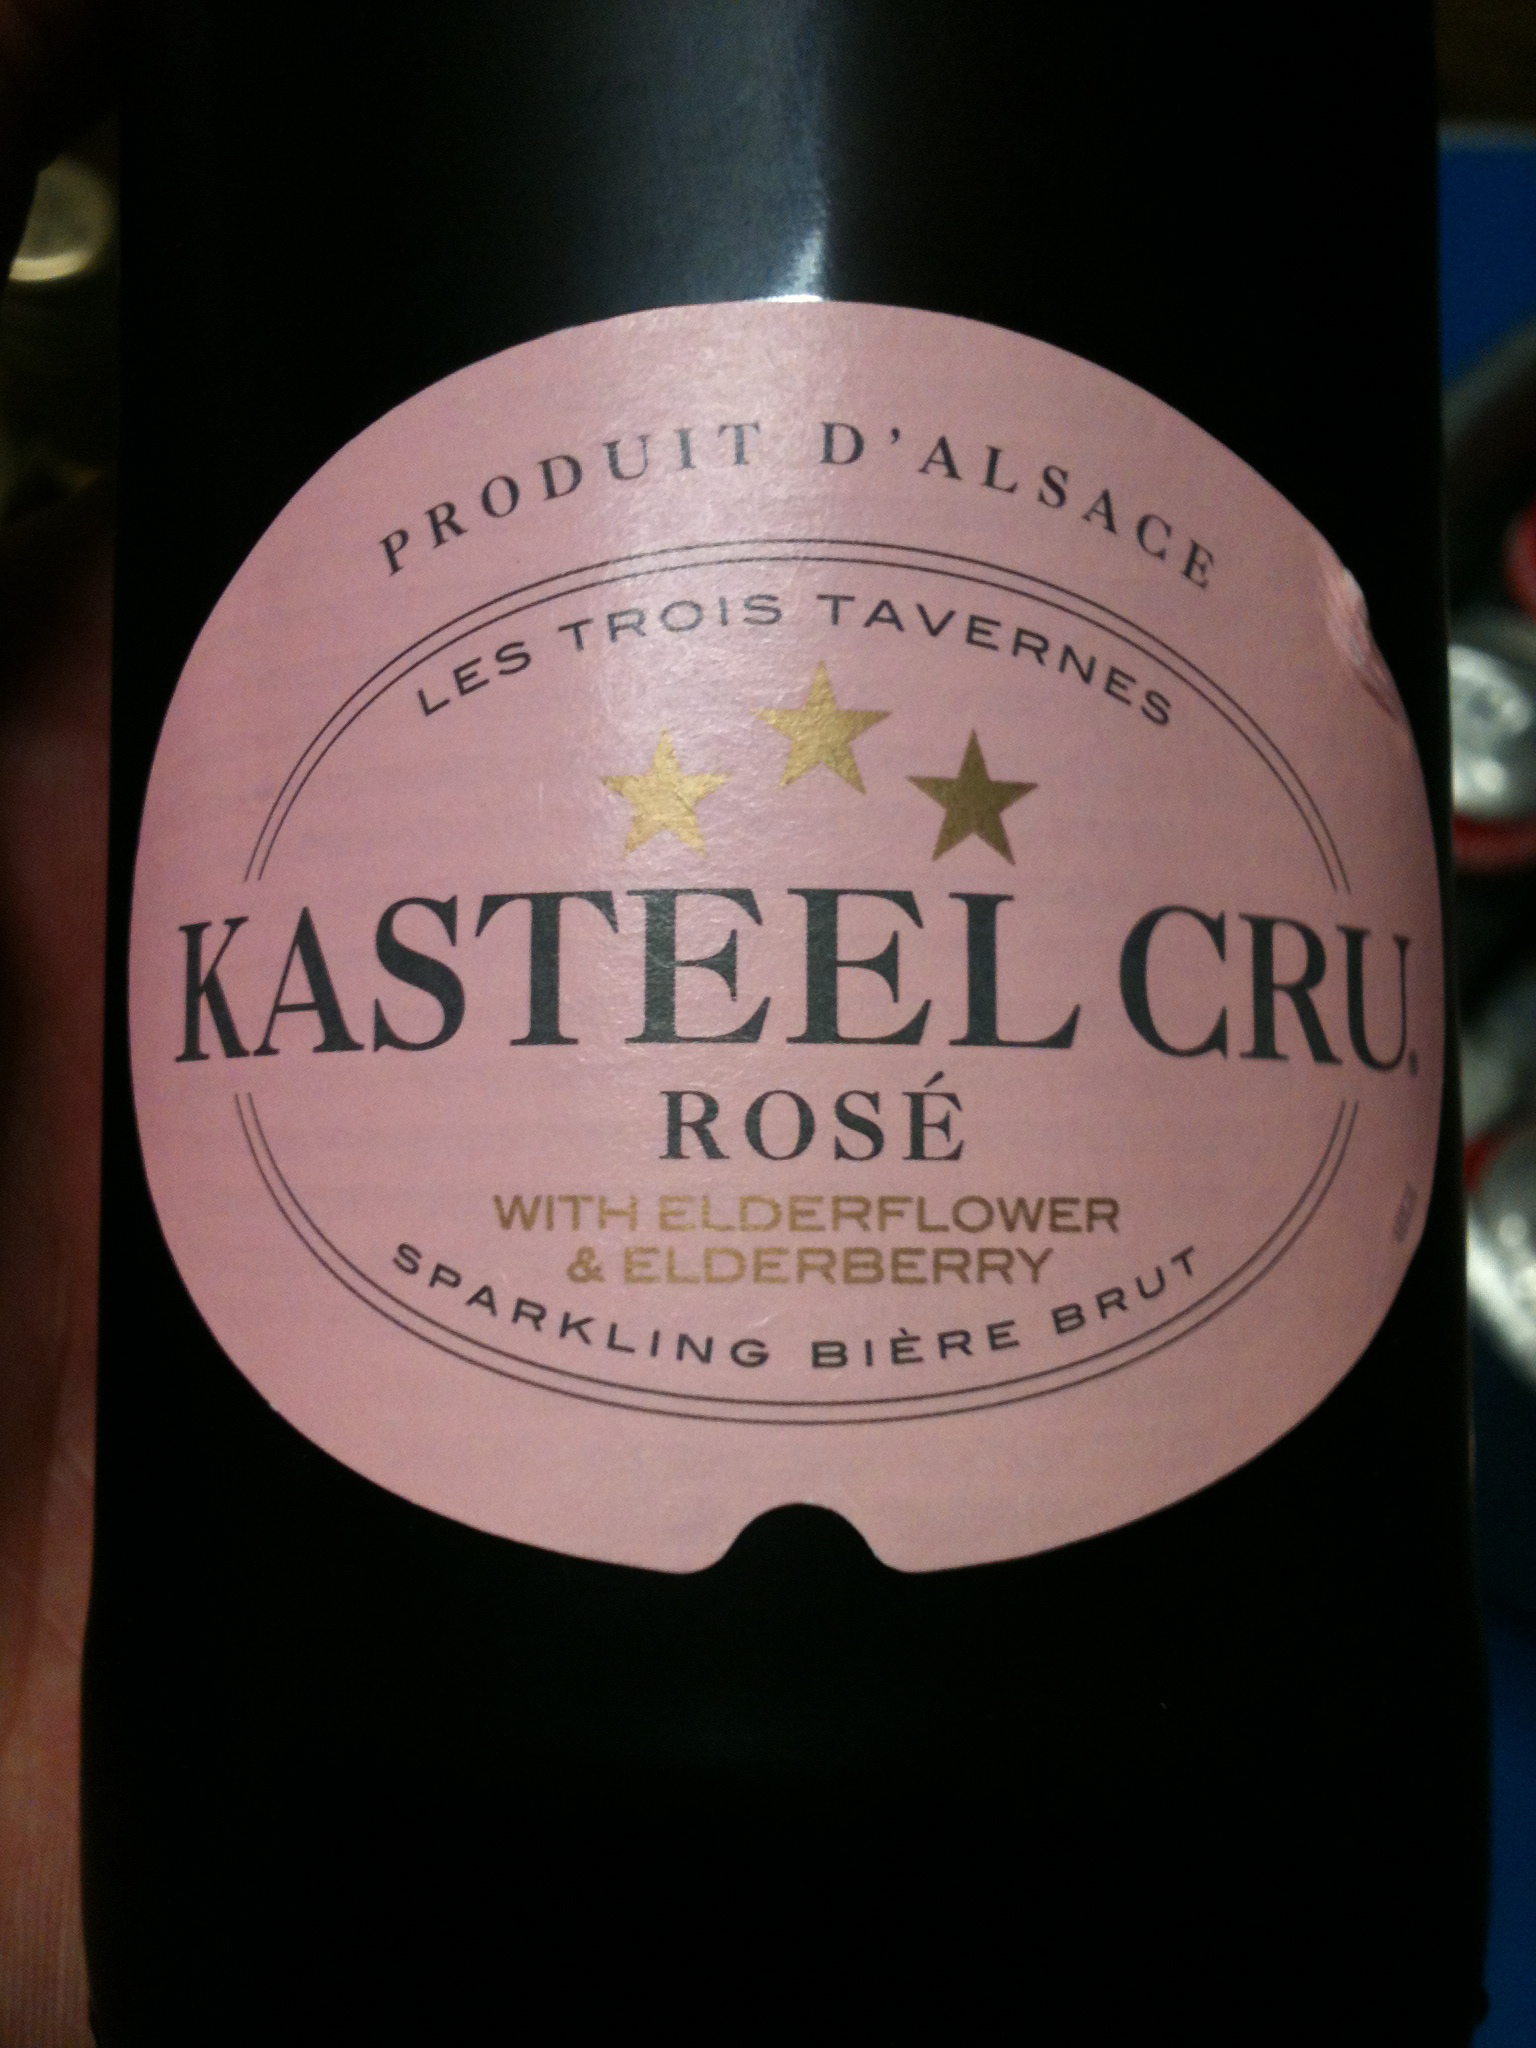 PRODUIT D'ALSACE
LES TROIS TAVERNES
KASTEEL CRU.
ROSÉ
WITH ELDERFLOWER
& ELDERBERRY
SPARKLING BIÈRE BRUT